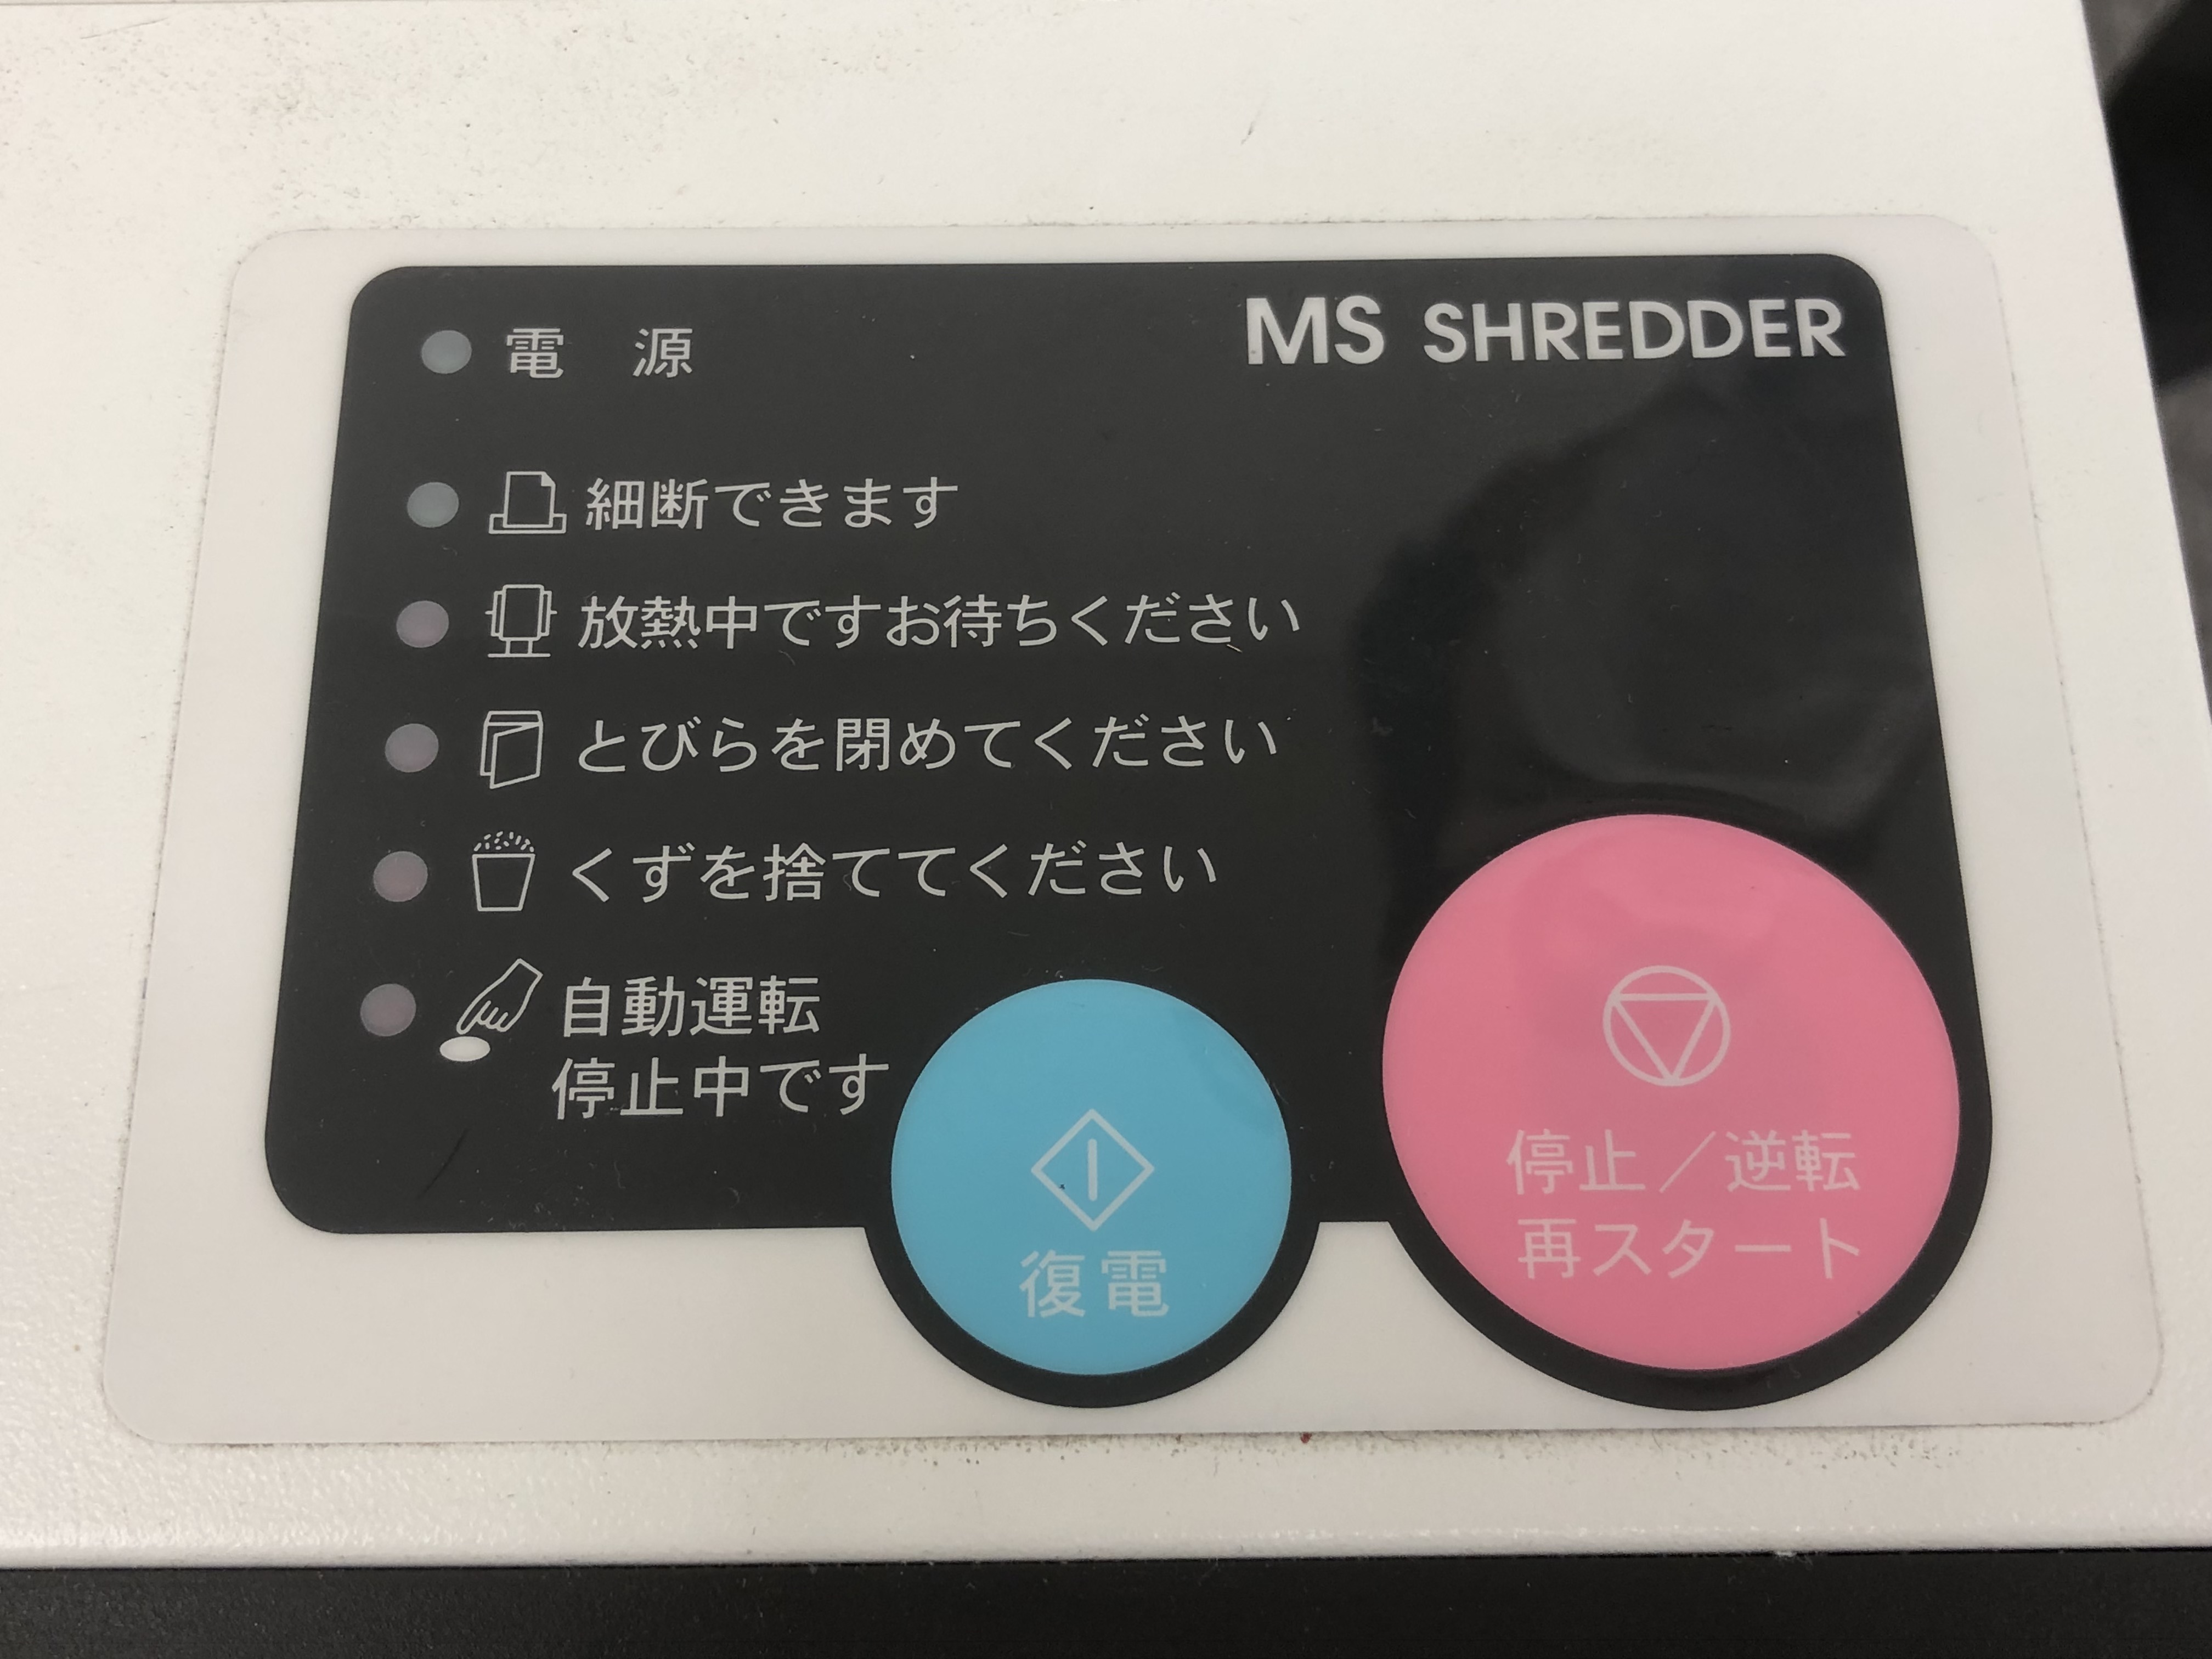 電 源
MS SHREDDER
細断できます
放熱中ですお待ちください
とびらを閉めてください
くずを捨ててください
自動運転
停止中です
復電
停止／逆転
再スタート